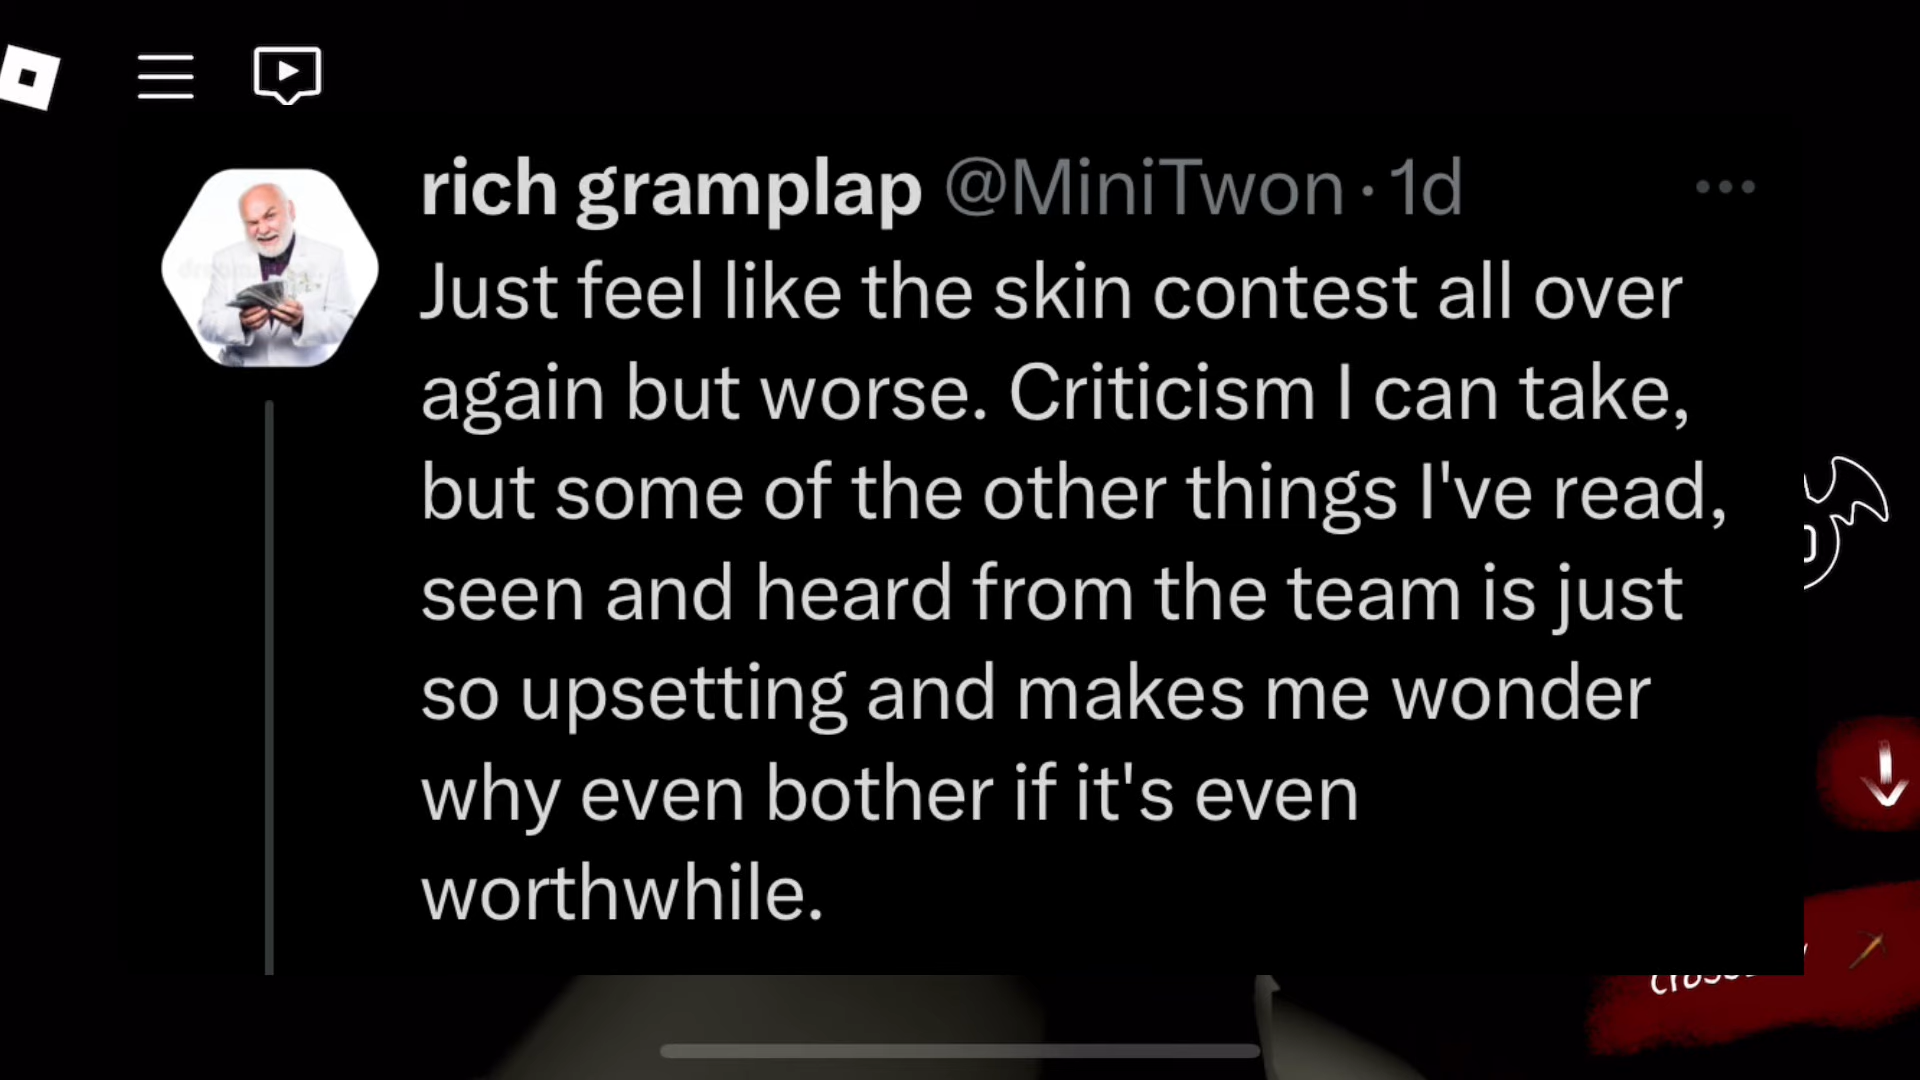 rich gramplap @MiniTwon · 1d
Just feel like the skin contest all over
again but worse. Criticism I can take,
but some of the other things I've read,
seen and heard from the team is just
so upsetting and makes me wonder
why even bother if it's even
worthwhile.